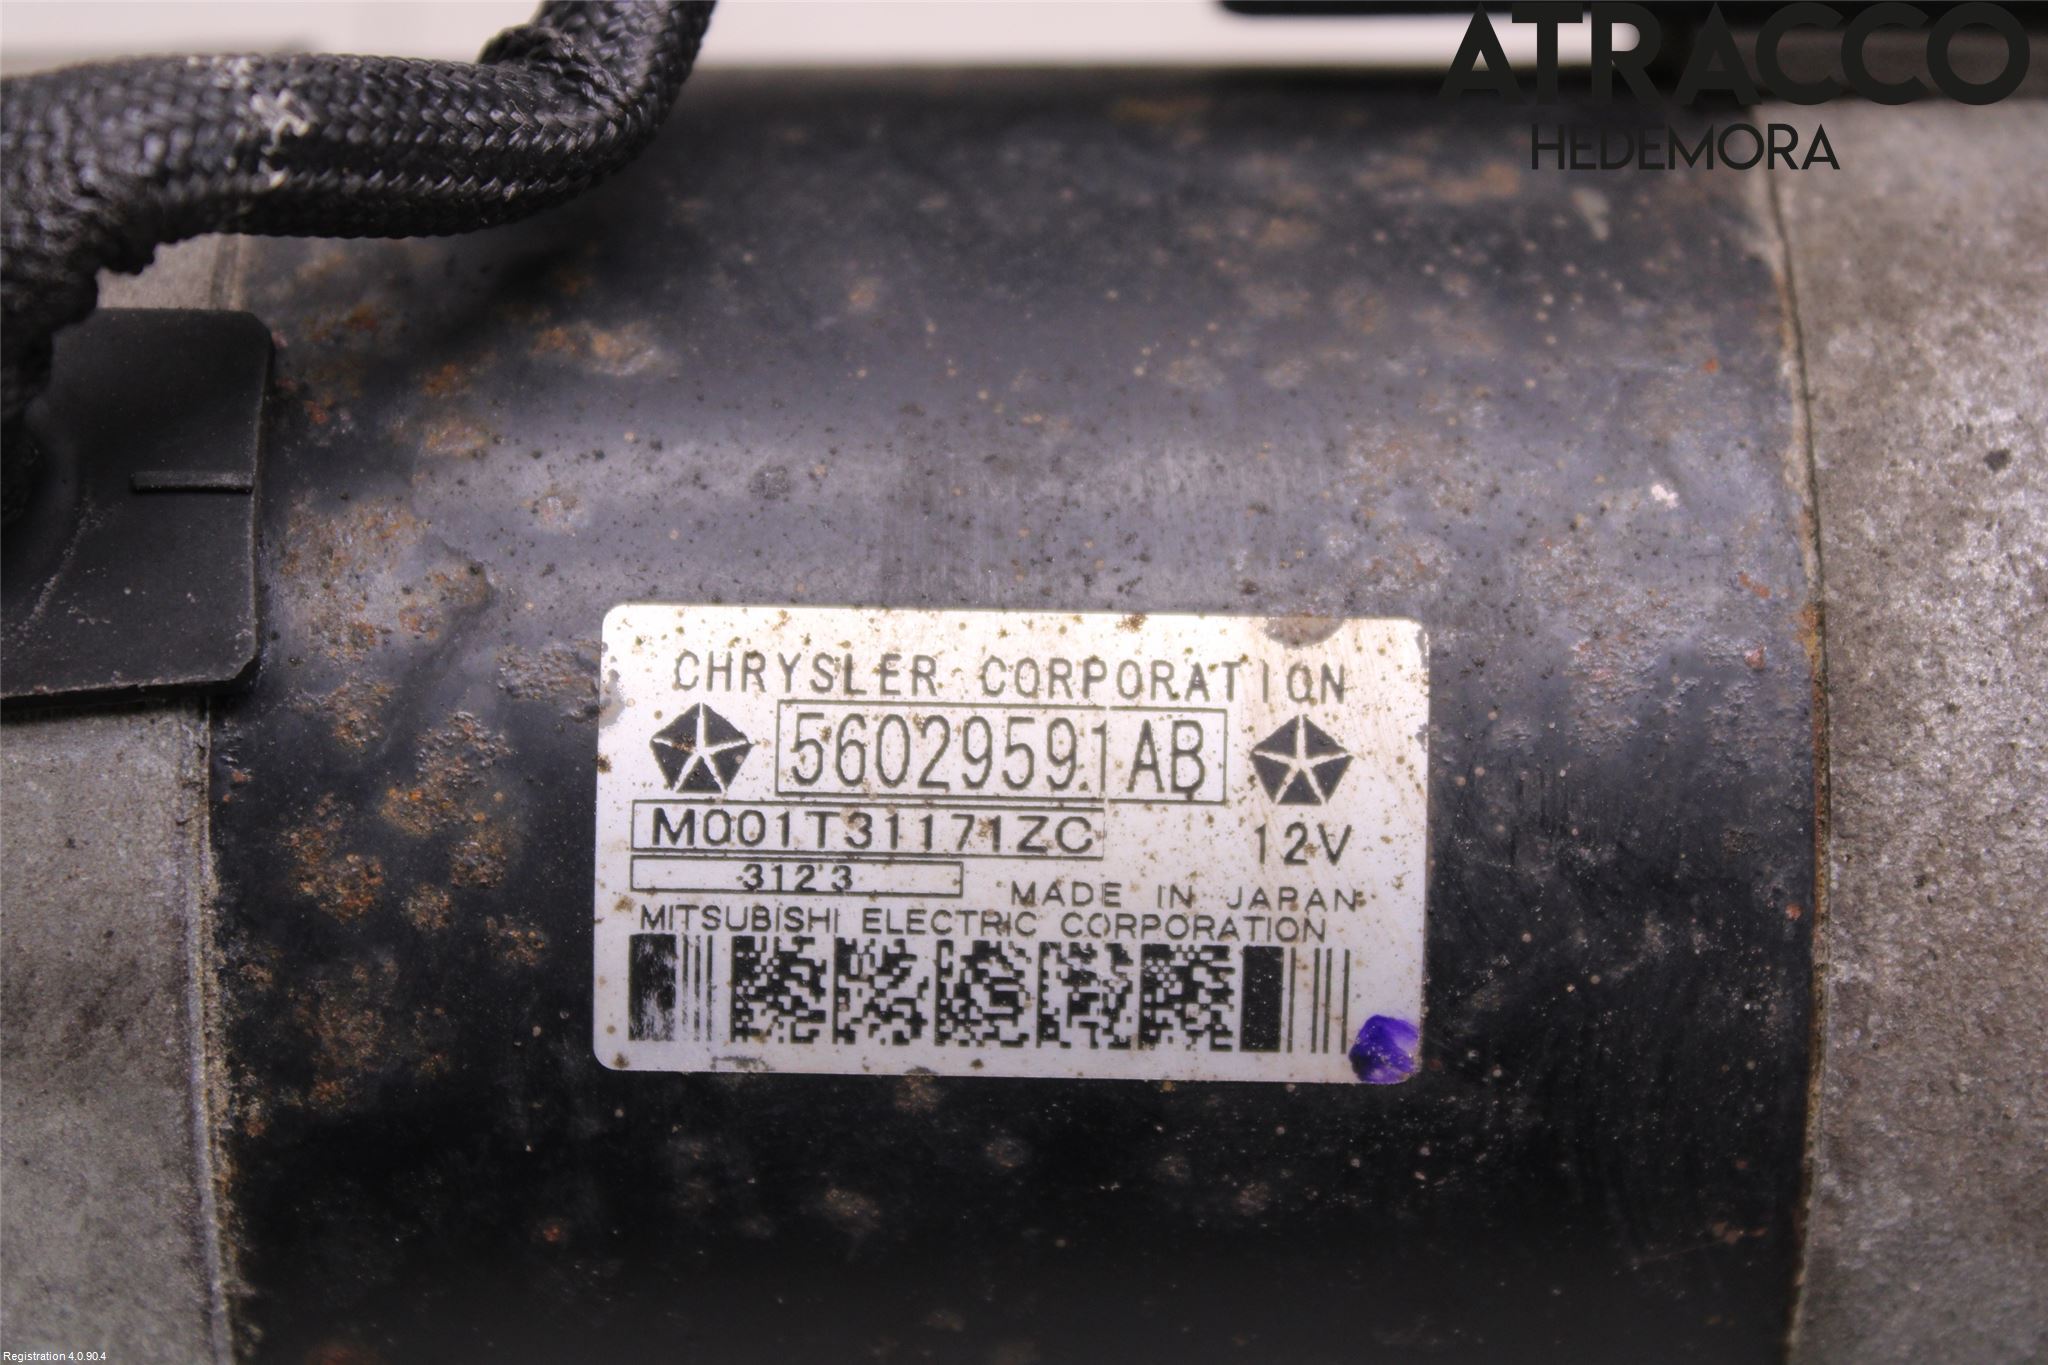 ATRACCO
HEDEMORA
CHRYSLER CORPORATION
56029591AB
M001T31171ZC
12V
3123
MADE IN JAPAN
MITSUBISHI ELECTRIC CORPORATION
Registration 4.0.90.4